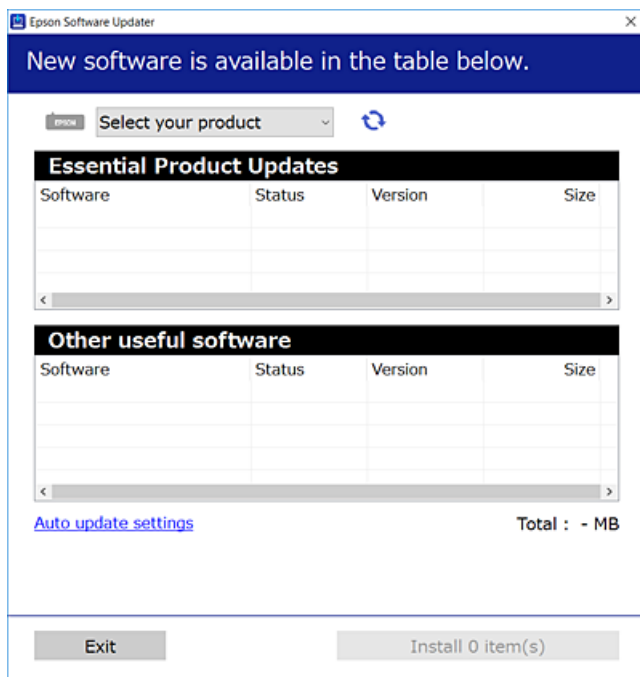 Epson Software Updater
New software is available in the table below.
EPSON Select your product
Essential Product Updates
Software Status Version Size
Other useful software
Software Status Version Size
Auto update settings Total : - MB
Exit Install 0 item(s)